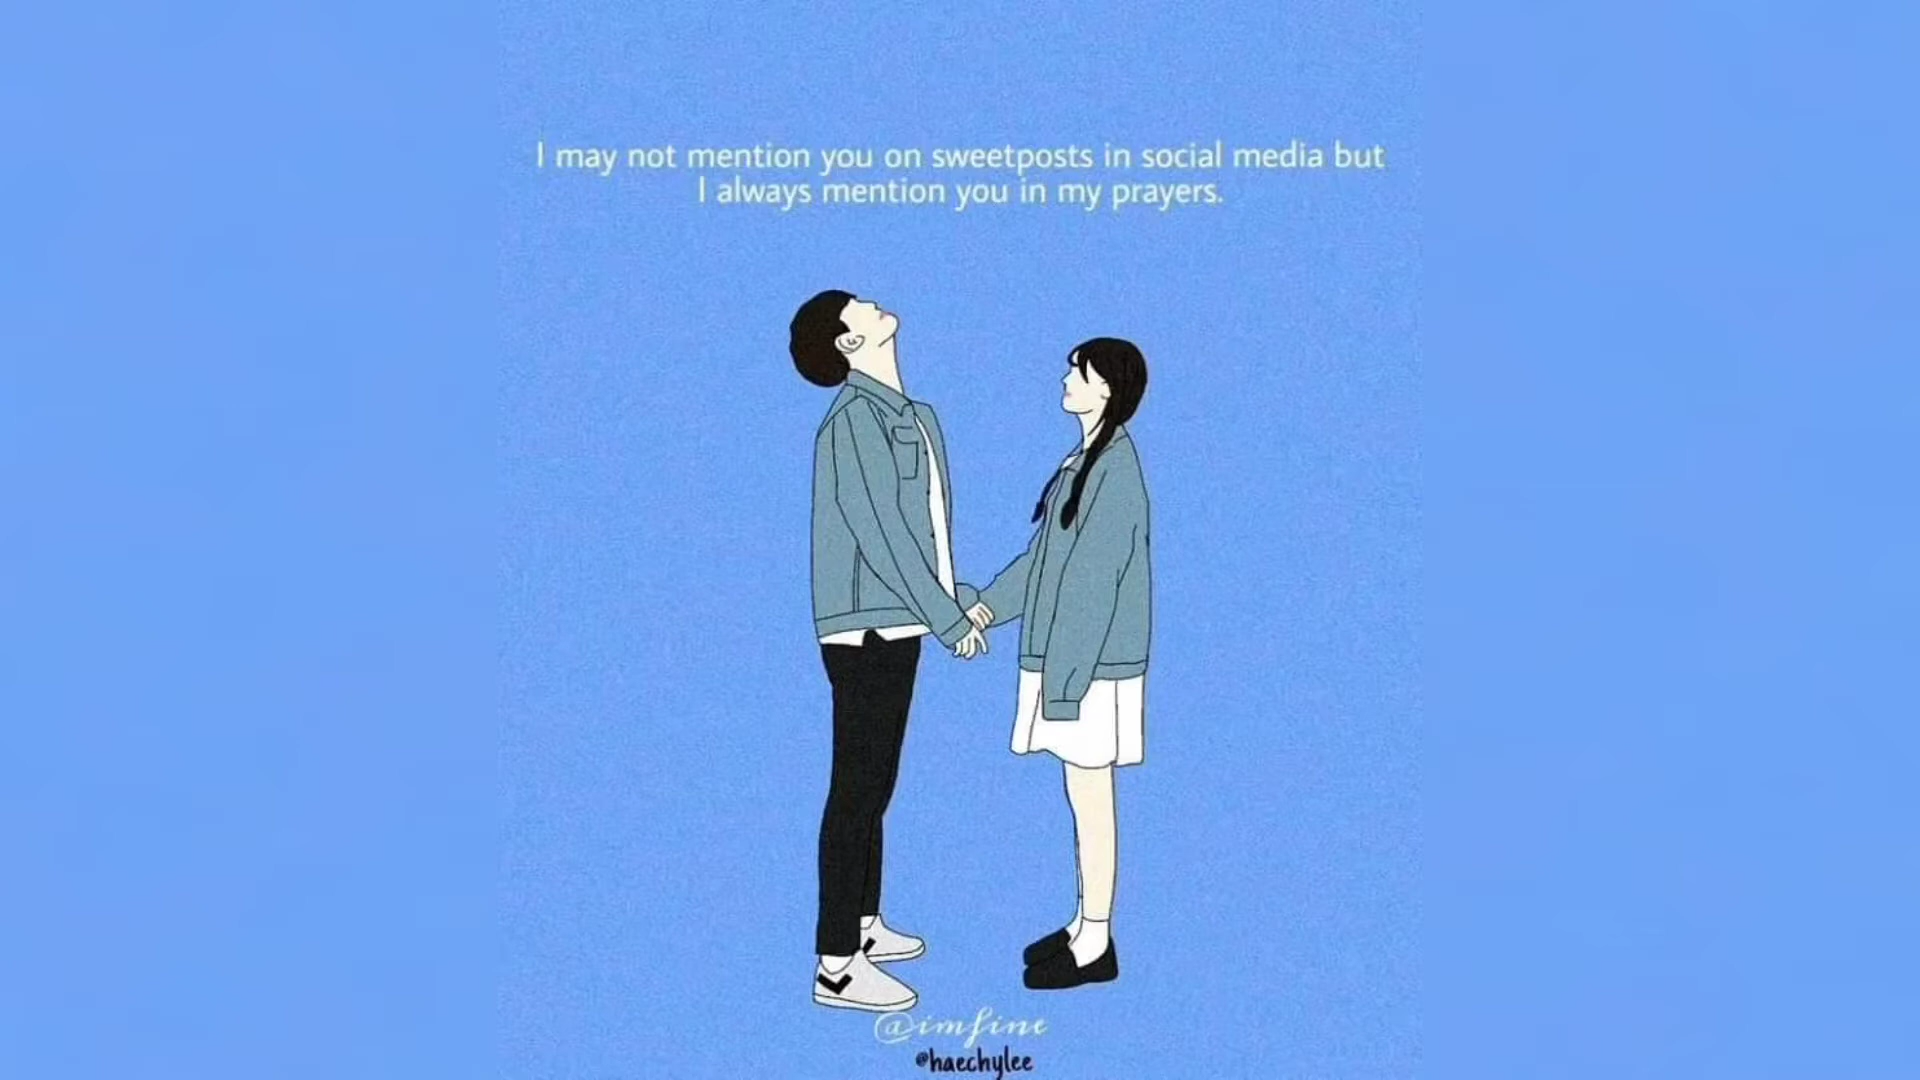 I may not mention you on sweetposts in social media but
I always mention you in my prayers.
@imfine
@haechylee